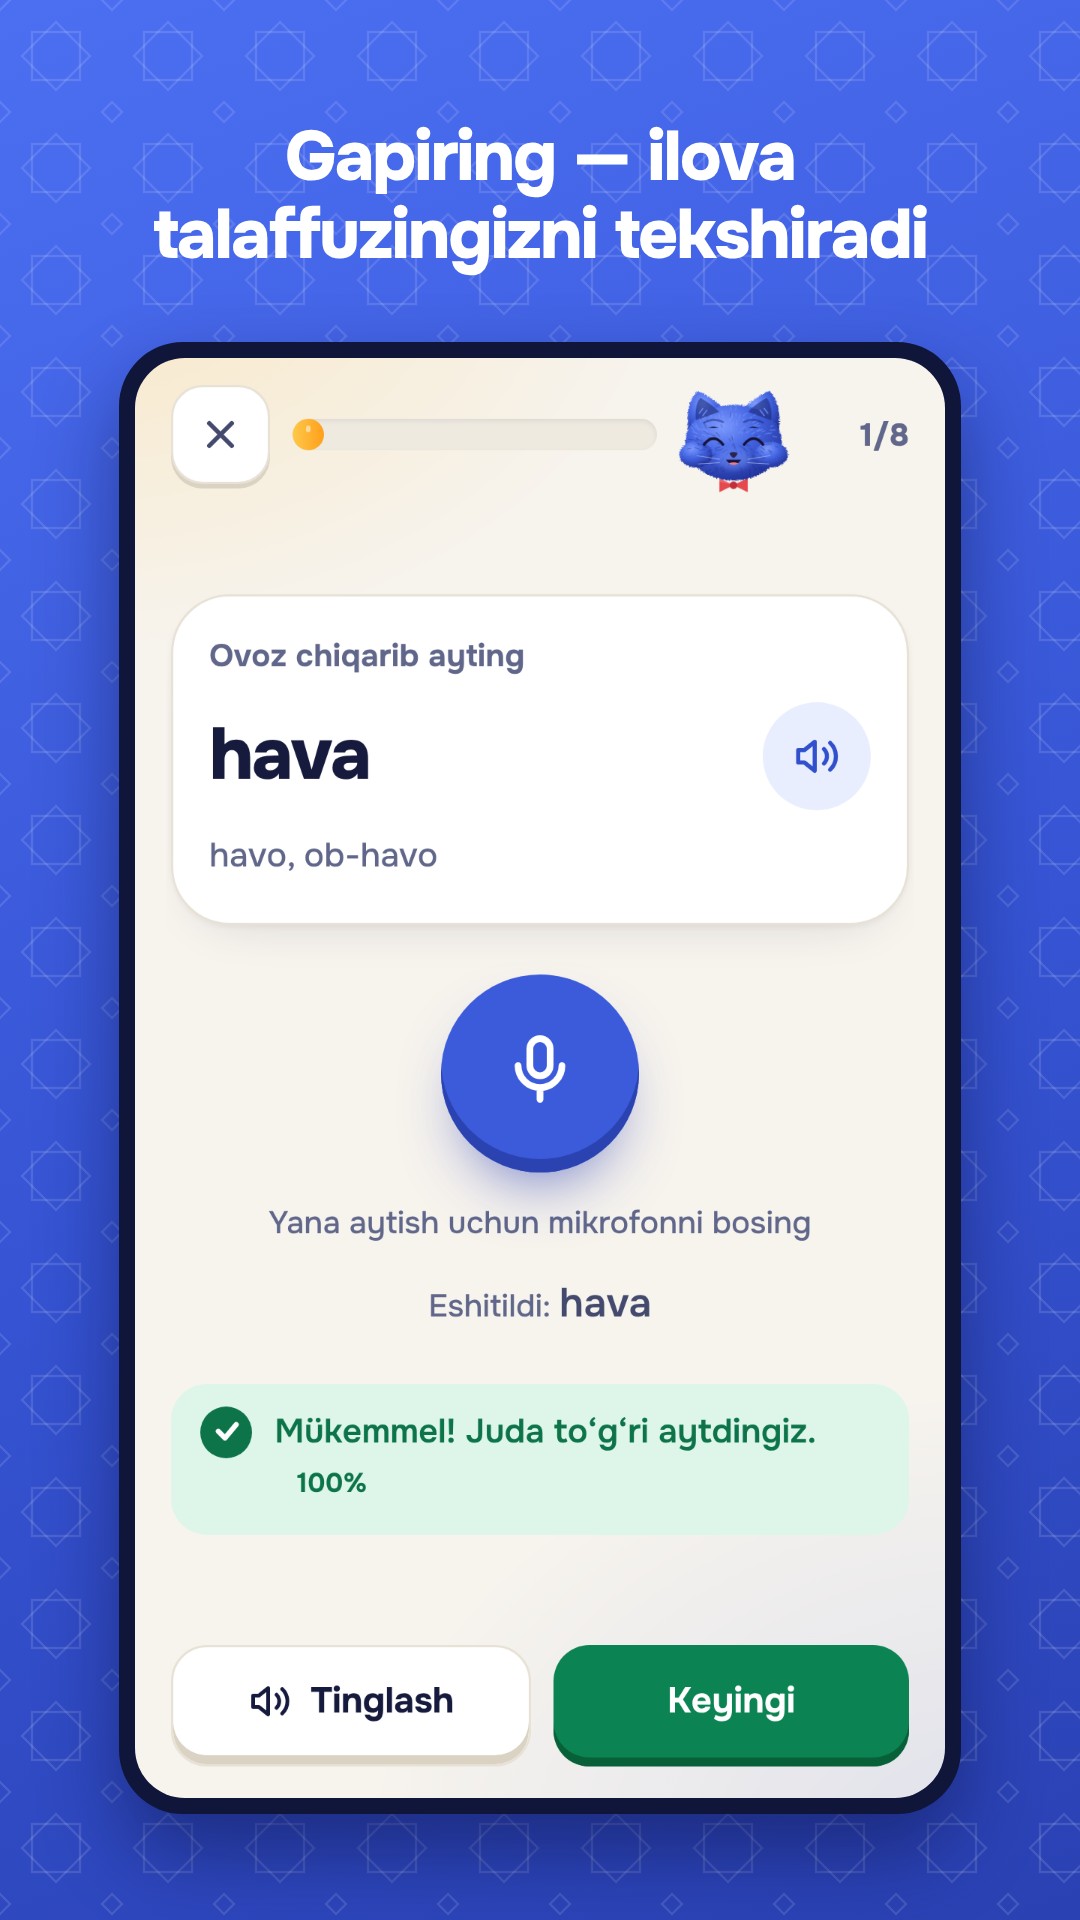 Gapiring — ilova
talaffuzingizni tekshiradi
1/8
Ovoz chiqarib ayting
hava
havo, ob-havo
Yana aytish uchun mikrofonni bosing
Eshitildi: hava
Mükemmel! Juda to‘g‘ri aytdingiz.
100%
Tinglash
Keyingi